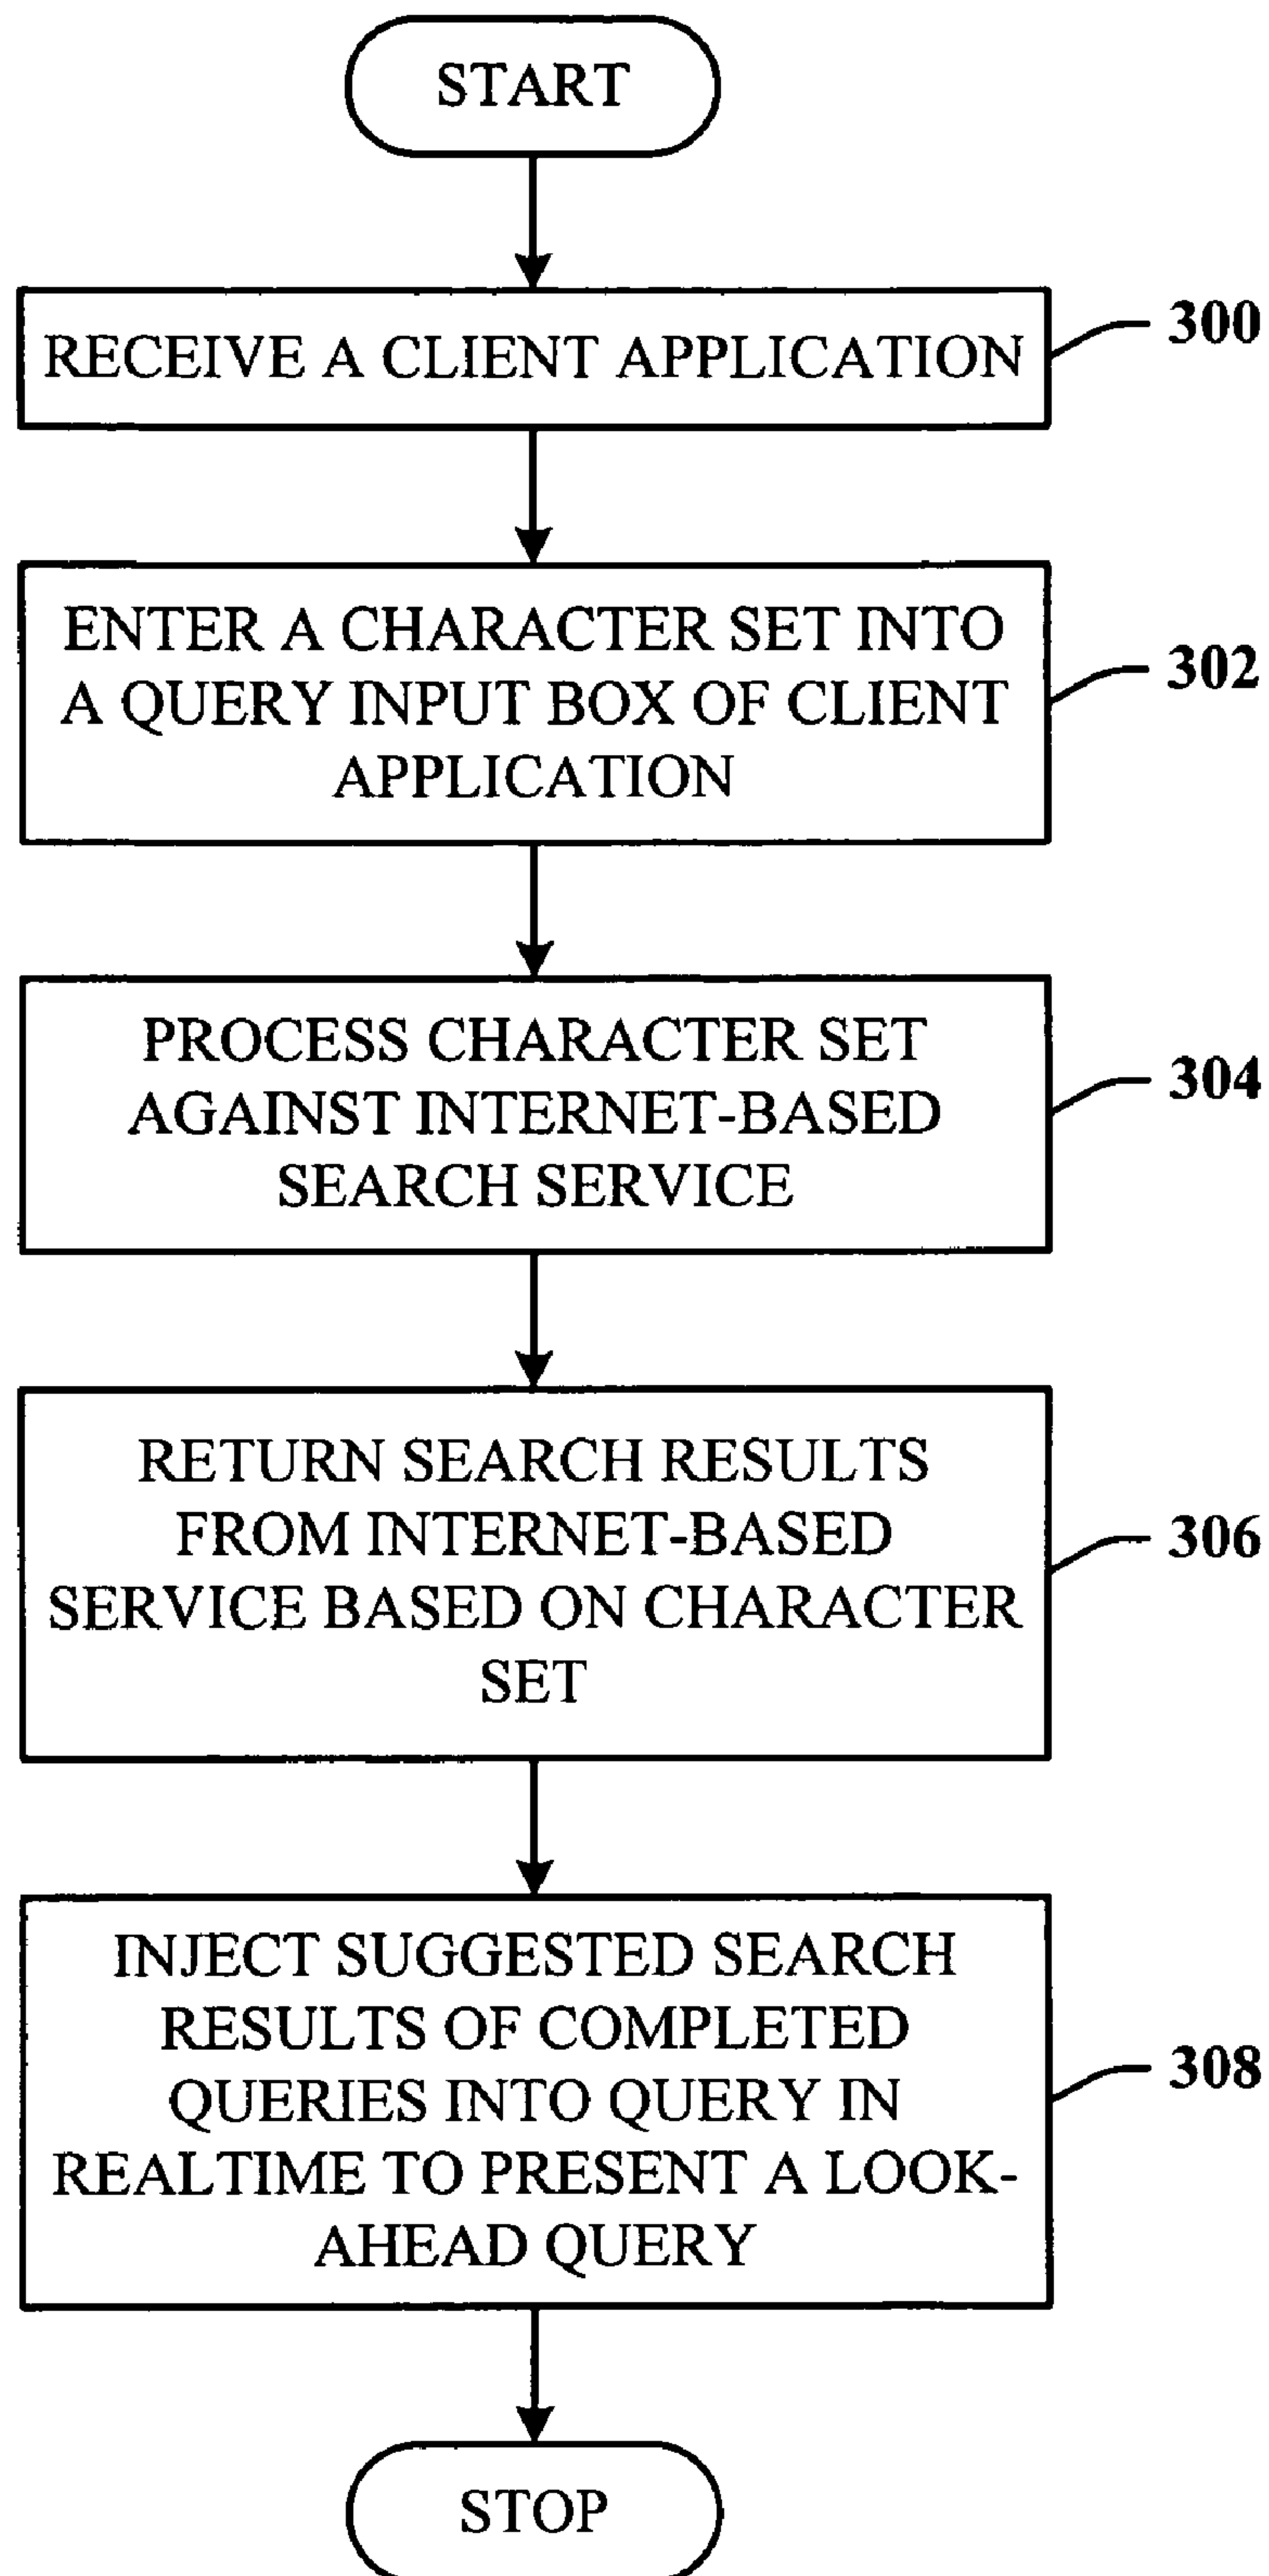 START
RECEIVE A CLIENT APPLICATION
300
ENTER A CHARACTER SET INTO
A QUERY INPUT BOX OF CLIENT
APPLICATION
302
PROCESS CHARACTER SET
AGAINST INTERNET-BASED
SEARCH SERVICE
304
RETURN SEARCH RESULTS
FROM INTERNET-BASED
SERVICE BASED ON CHARACTER
SET
306
INJECT SUGGESTED SEARCH
RESULTS OF COMPLETED
QUERIES INTO QUERY IN
REALTIME TO PRESENT A LOOK-
AHEAD QUERY
308
STOP